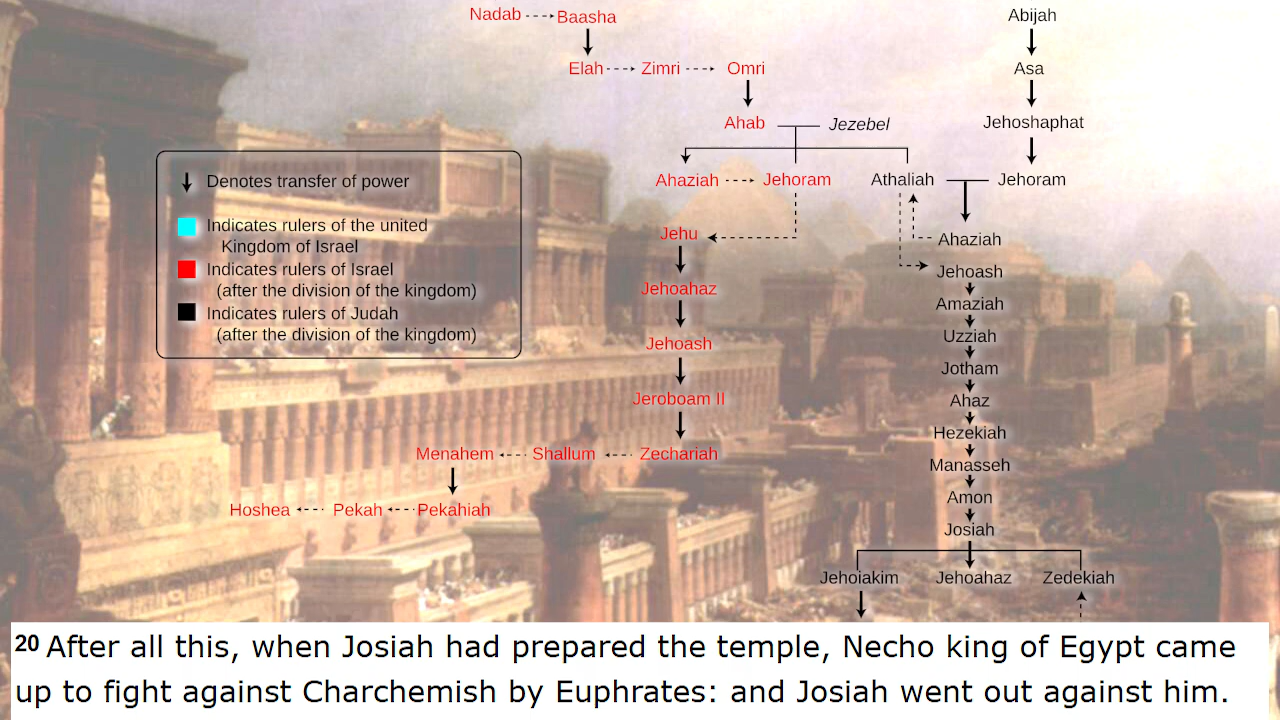 Nadab Baasha Abijah
Elah Zimri Omri Asa
Ahab Jezebel Jehoshaphat
Denotes transfer of power
Ahaziah Jehoram Athaliah Jehoram
Indicates rulers of the united
Kingdom of Israel
Jehu Ahaziah
Indicates rulers of Israel
(after the division of the kingdom)
Jehoahaz Jehoash
Amaziah
Indicates rulers of Judah
(after the division of the kingdom)
Jehoash Uzziah
Jotham
Jeroboam II Ahaz
Hezekiah
Menahem Shallum Zechariah
Manasseh
Amon
Hoshea Pekah Pekahiah
Josiah
Jehoiakim Jehoahaz Zedekiah
20 After all this, when Josiah had prepared the temple, Necho king of Egypt came
up to fight against Charchemish by Euphrates: and Josiah went out against him.